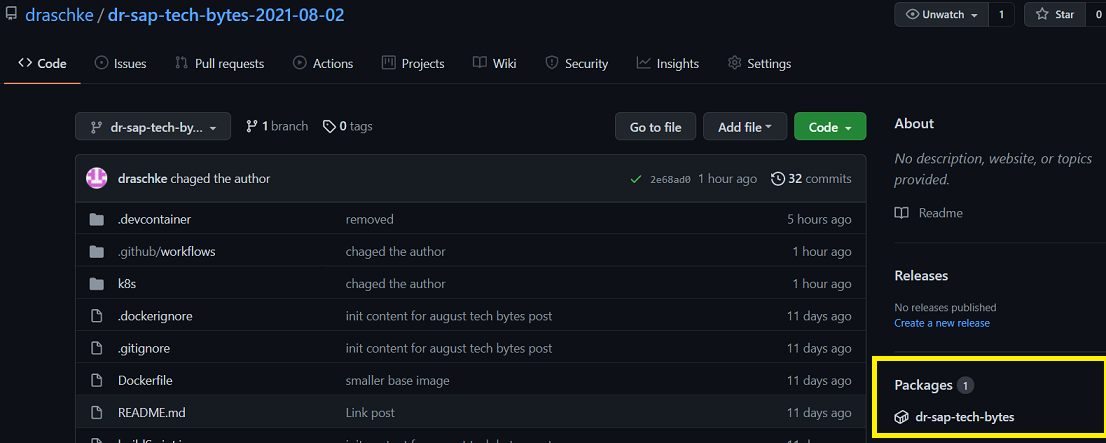 draschke / dr-sap-tech-bytes-2021-08-02
Unwatch 1 Star 0
Code Issues Pull requests Actions Projects Wiki Security Insights Settings
dr-sap-tech-by... 1 branch 0 tags Go to file Add file Code
draschke chaged the author 2e68ad0 1 hour ago 32 commits
.devcontainer removed 5 hours ago
.github/workflows chaged the author 1 hour ago
k8s chaged the author 1 hour ago
.dockerignore init content for august tech bytes post 11 days ago
.gitignore init content for august tech bytes post 11 days ago
Dockerfile smaller base image 11 days ago
README.md Link post 11 days ago
About
No description, website, or topics
provided.
Readme
Releases
No releases published
Create a new release
Packages 1
dr-sap-tech-bytes